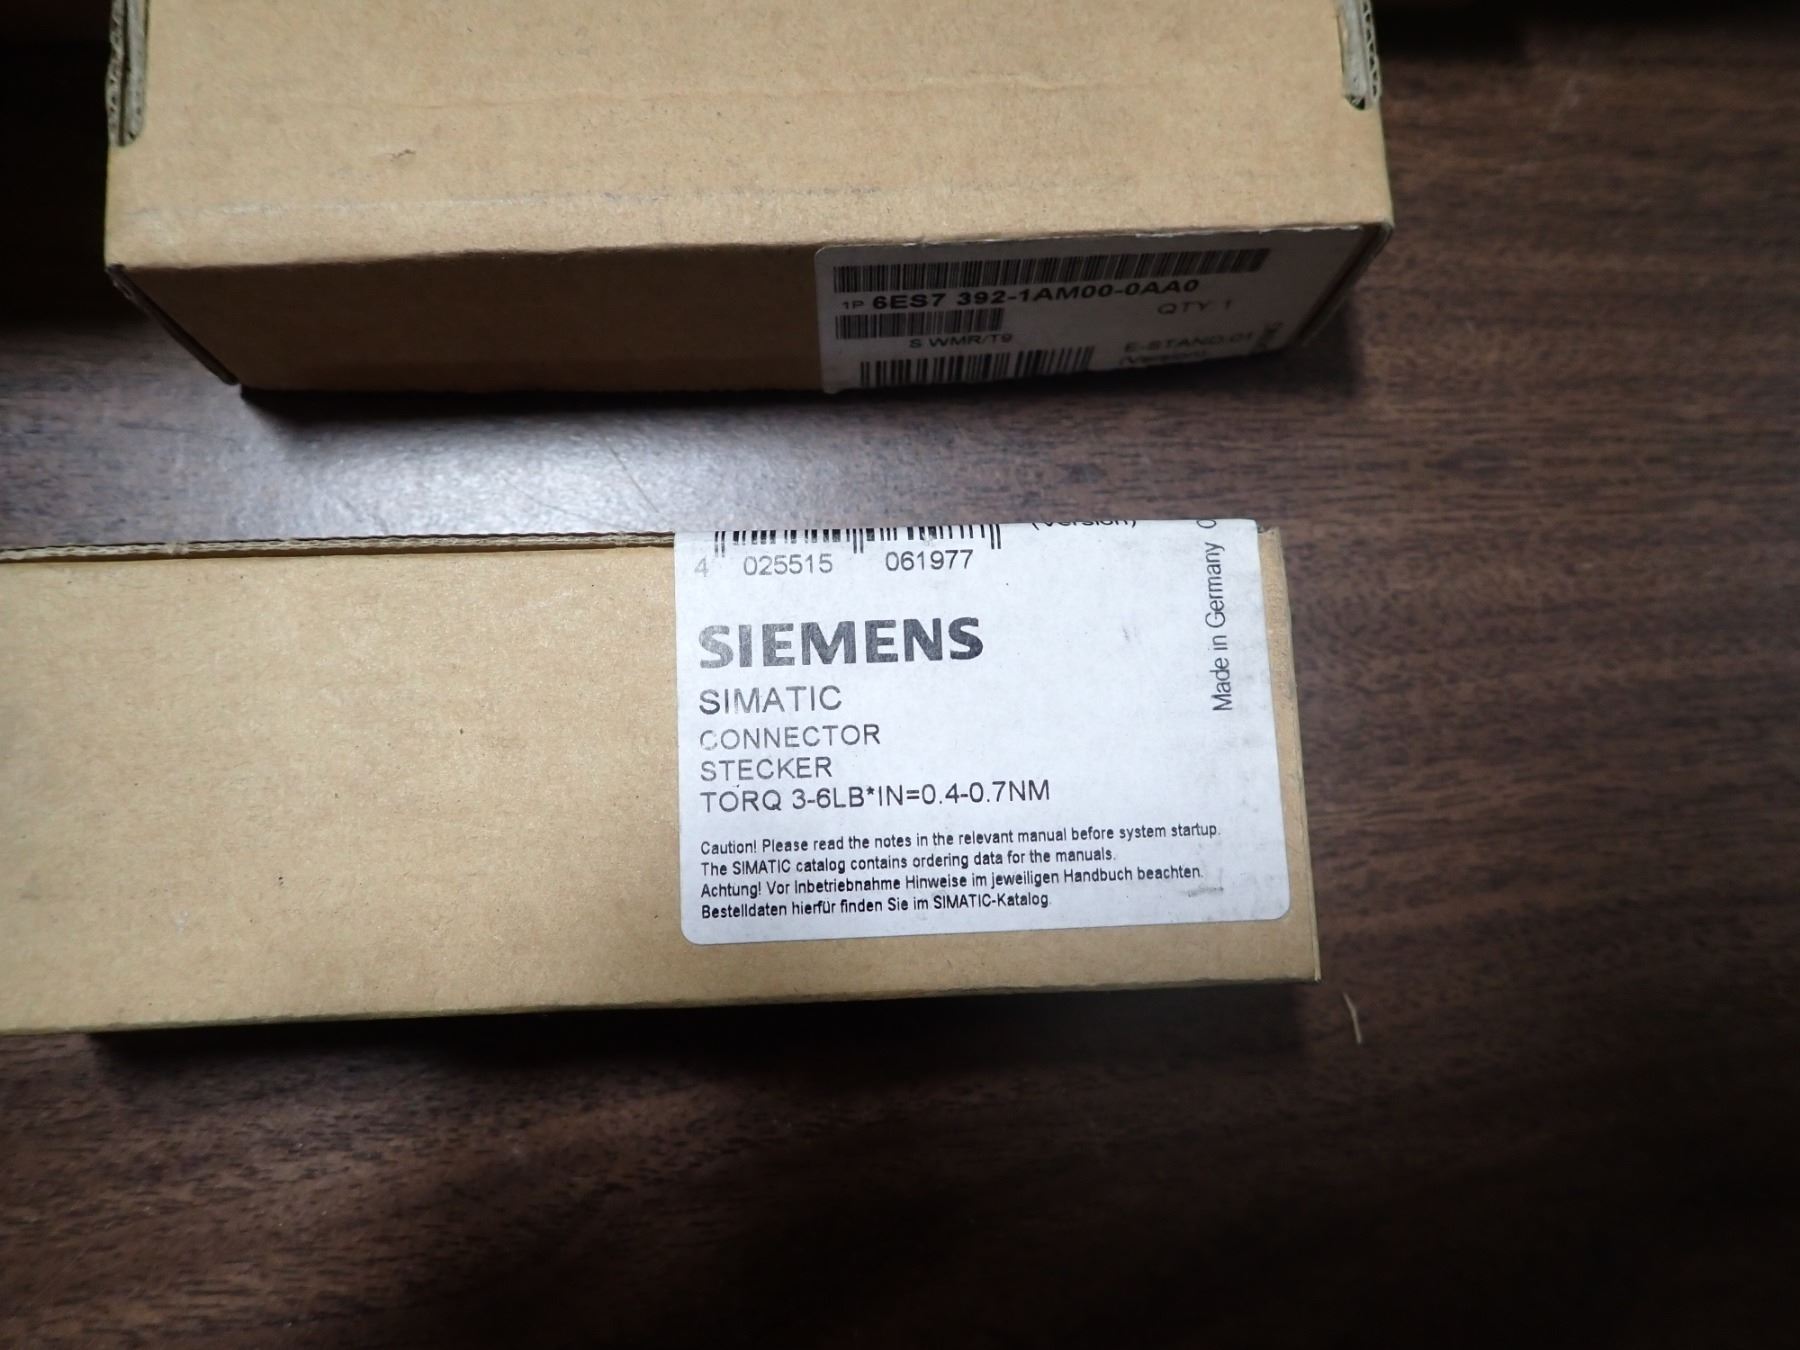 1P 6ES7 392-1AM00-0AA0
QTY 1
S WMR/T9
E-STAND:01
(Version)
(Version)
4 025515 061977
SIEMENS
SIMATIC
CONNECTOR
STECKER
TORQ 3-6LB*IN=0.4-0.7NM
Caution! Please read the notes in the relevant manual before system startup.
The SIMATIC catalog contains ordering data for the manuals.
Achtung! Vor Inbetriebnahme Hinweise im jeweiligen Handbuch beachten.
Bestelldaten hierfür finden Sie im SIMATIC-Katalog.
Made in Germany